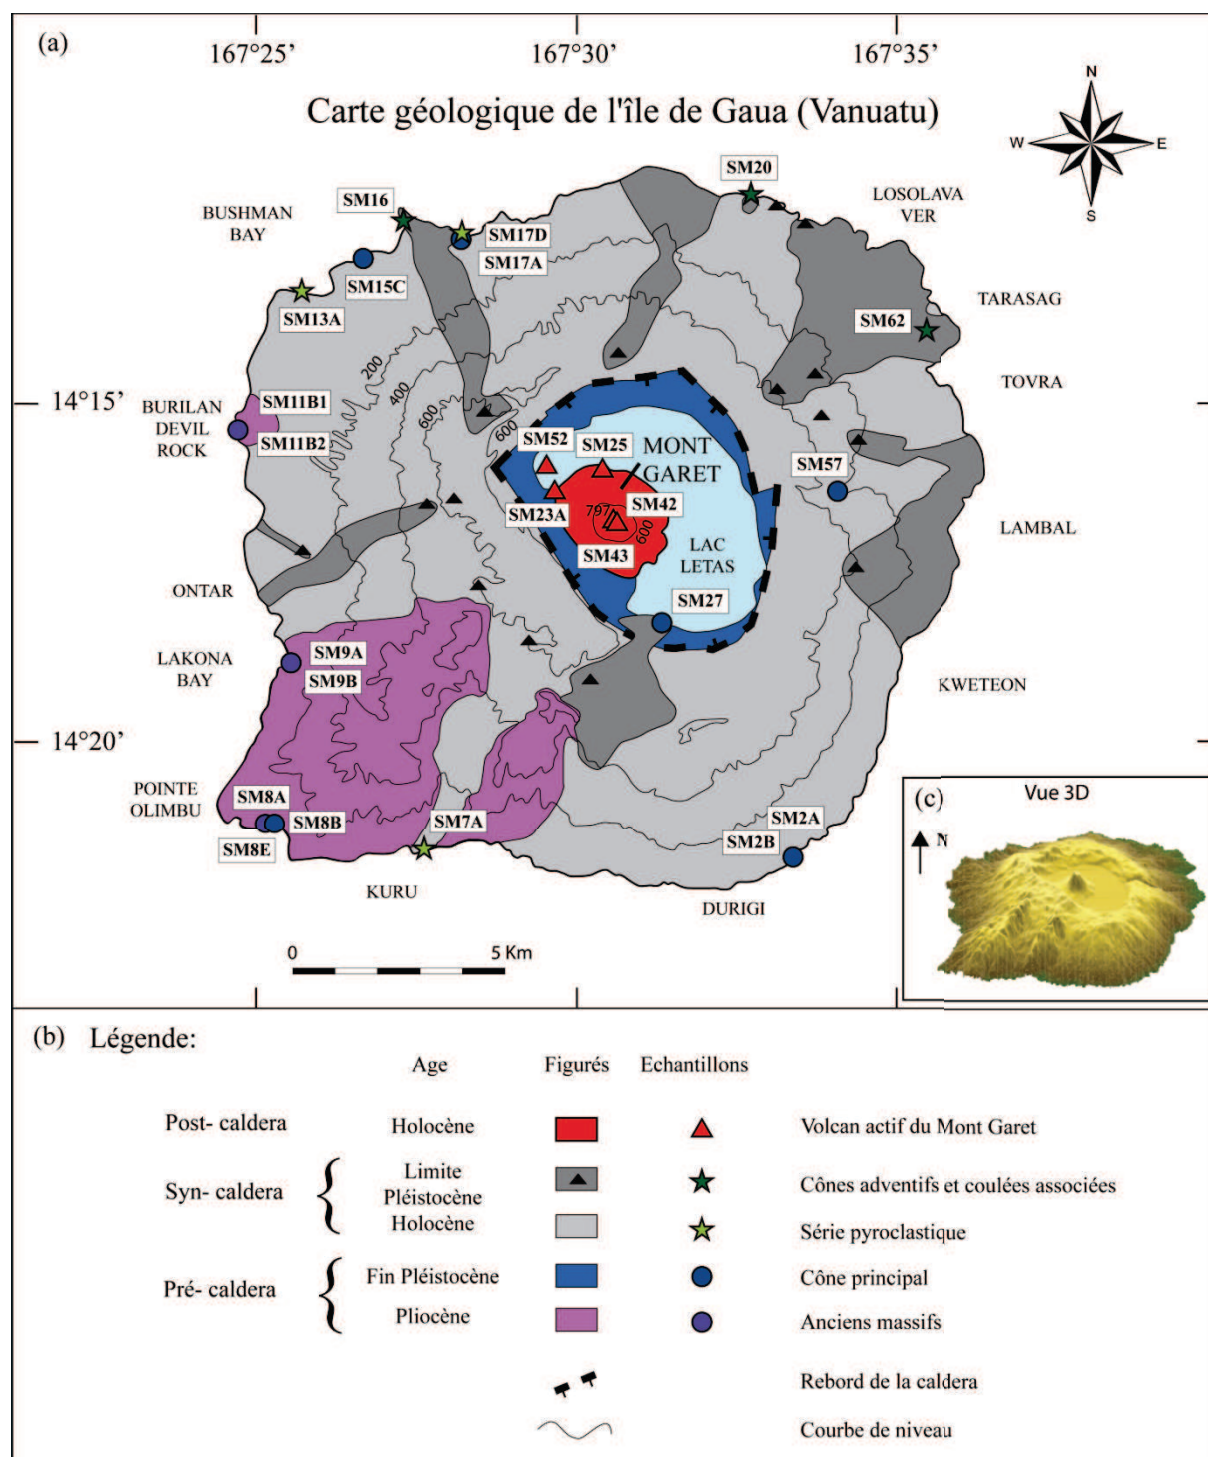 (a)
167°25’
167°30’
167°35’
Carte géologique de l'île de Gaua (Vanuatu)
N
W
E
S
SM20
SM16
BUSHMAN
BAY
LOSOLAVA
VER
SM17D
SM17A
SM15C
SM13A
TARASAG
SM62
200
400
600
600
14°15’
TOVRA
BURILAN
DEVIL
ROCK
SM11B1
SM11B2
SM52
SM25
MONT
GARET
SM57
SM23A
797
SM42
600
SM43
LAC
LETAS
LAMBAL
ONTAR
SM27
LAKONA
BAY
SM9A
SM9B
KWETEON
14°20’
POINTE
OLIMBU
SM8A
SM8B
SM8E
SM7A
SM2A
SM2B
KURU
DURIGI
0
5 Km
(c)
Vue 3D
N
(b)
Légende:
Age
Figurés
Echantillons
Post- caldera
Holocène
Volcan actif du Mont Garet
Syn- caldera
Limite
Pléistocène
Holocène
Cônes adventifs et coulées associées
Série pyroclastique
Pré- caldera
Fin Pléistocène
Cône principal
Pliocène
Anciens massifs
Rebord de la caldera
Courbe de niveau